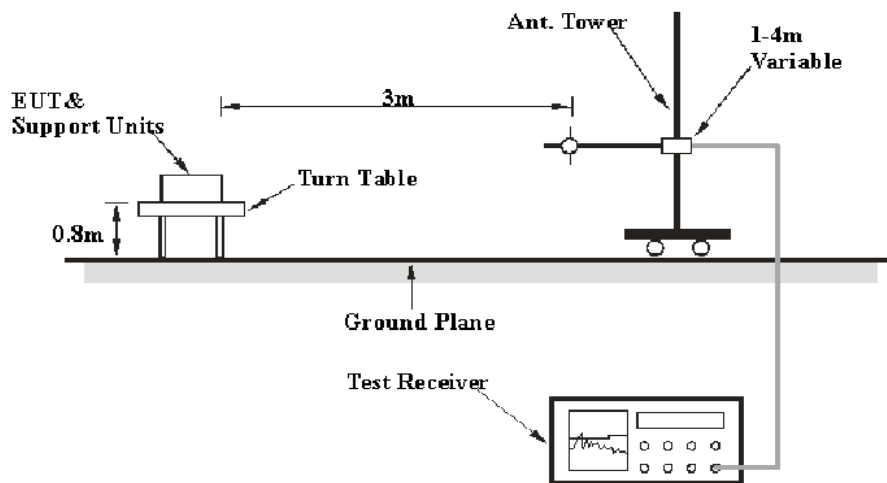 Ant. Tower
1-4m
Variable
3m
EUT &
Support Units
Turn Table
0.8m
Ground Plane
Test Receiver